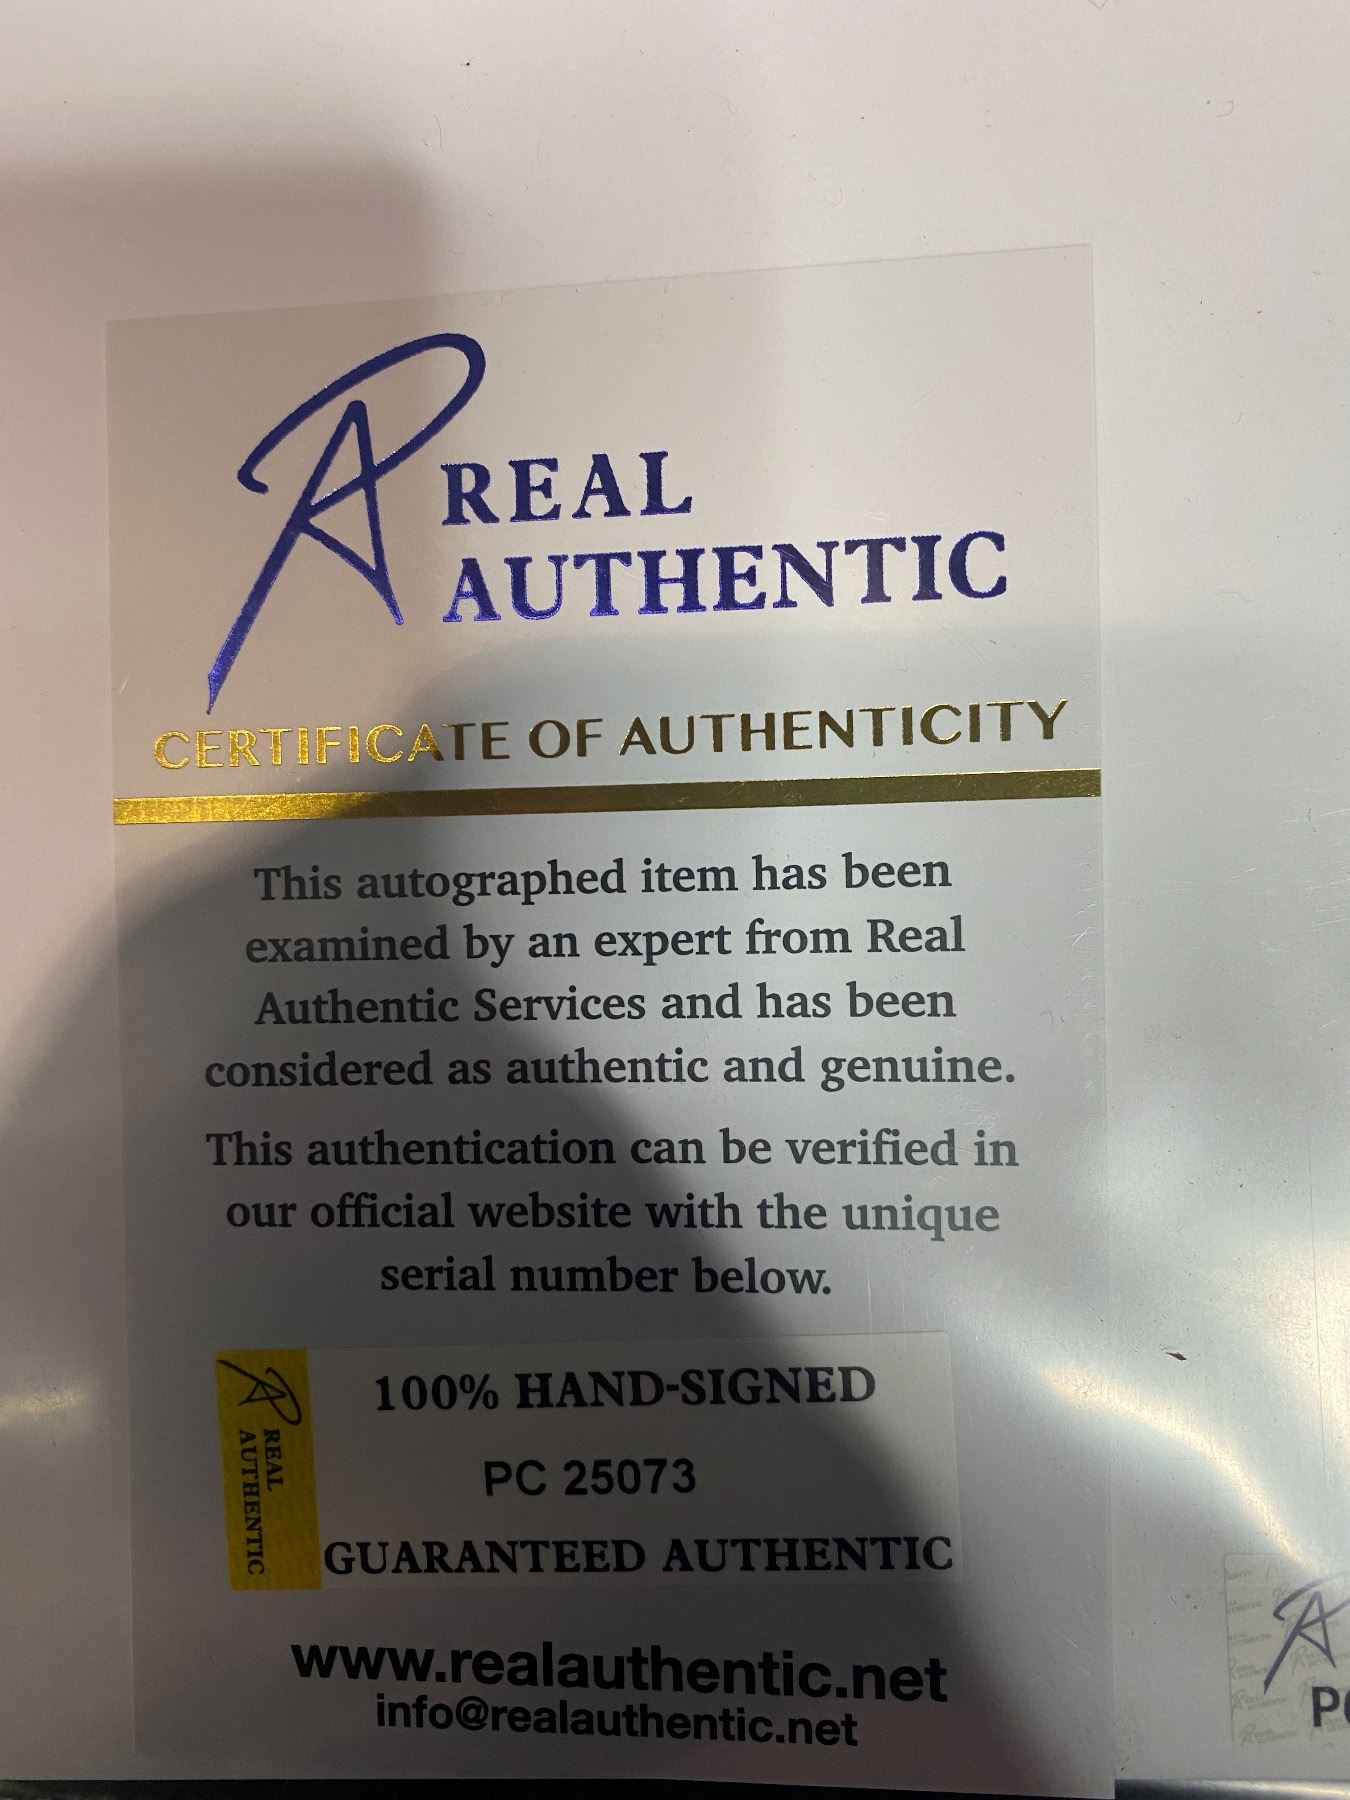 REAL
AUTHENTIC
CERTIFICATE OF AUTHENTICITY
This autographed item has been
examined by an expert from Real
Authentic Services and has been
considered as authentic and genuine.
This authentication can be verified in
our official website with the unique
serial number below.
REAL
AUTHENTIC
100% HAND-SIGNED
PC 25073
GUARANTEED AUTHENTIC
www.realauthentic.net
info@realauthentic.net